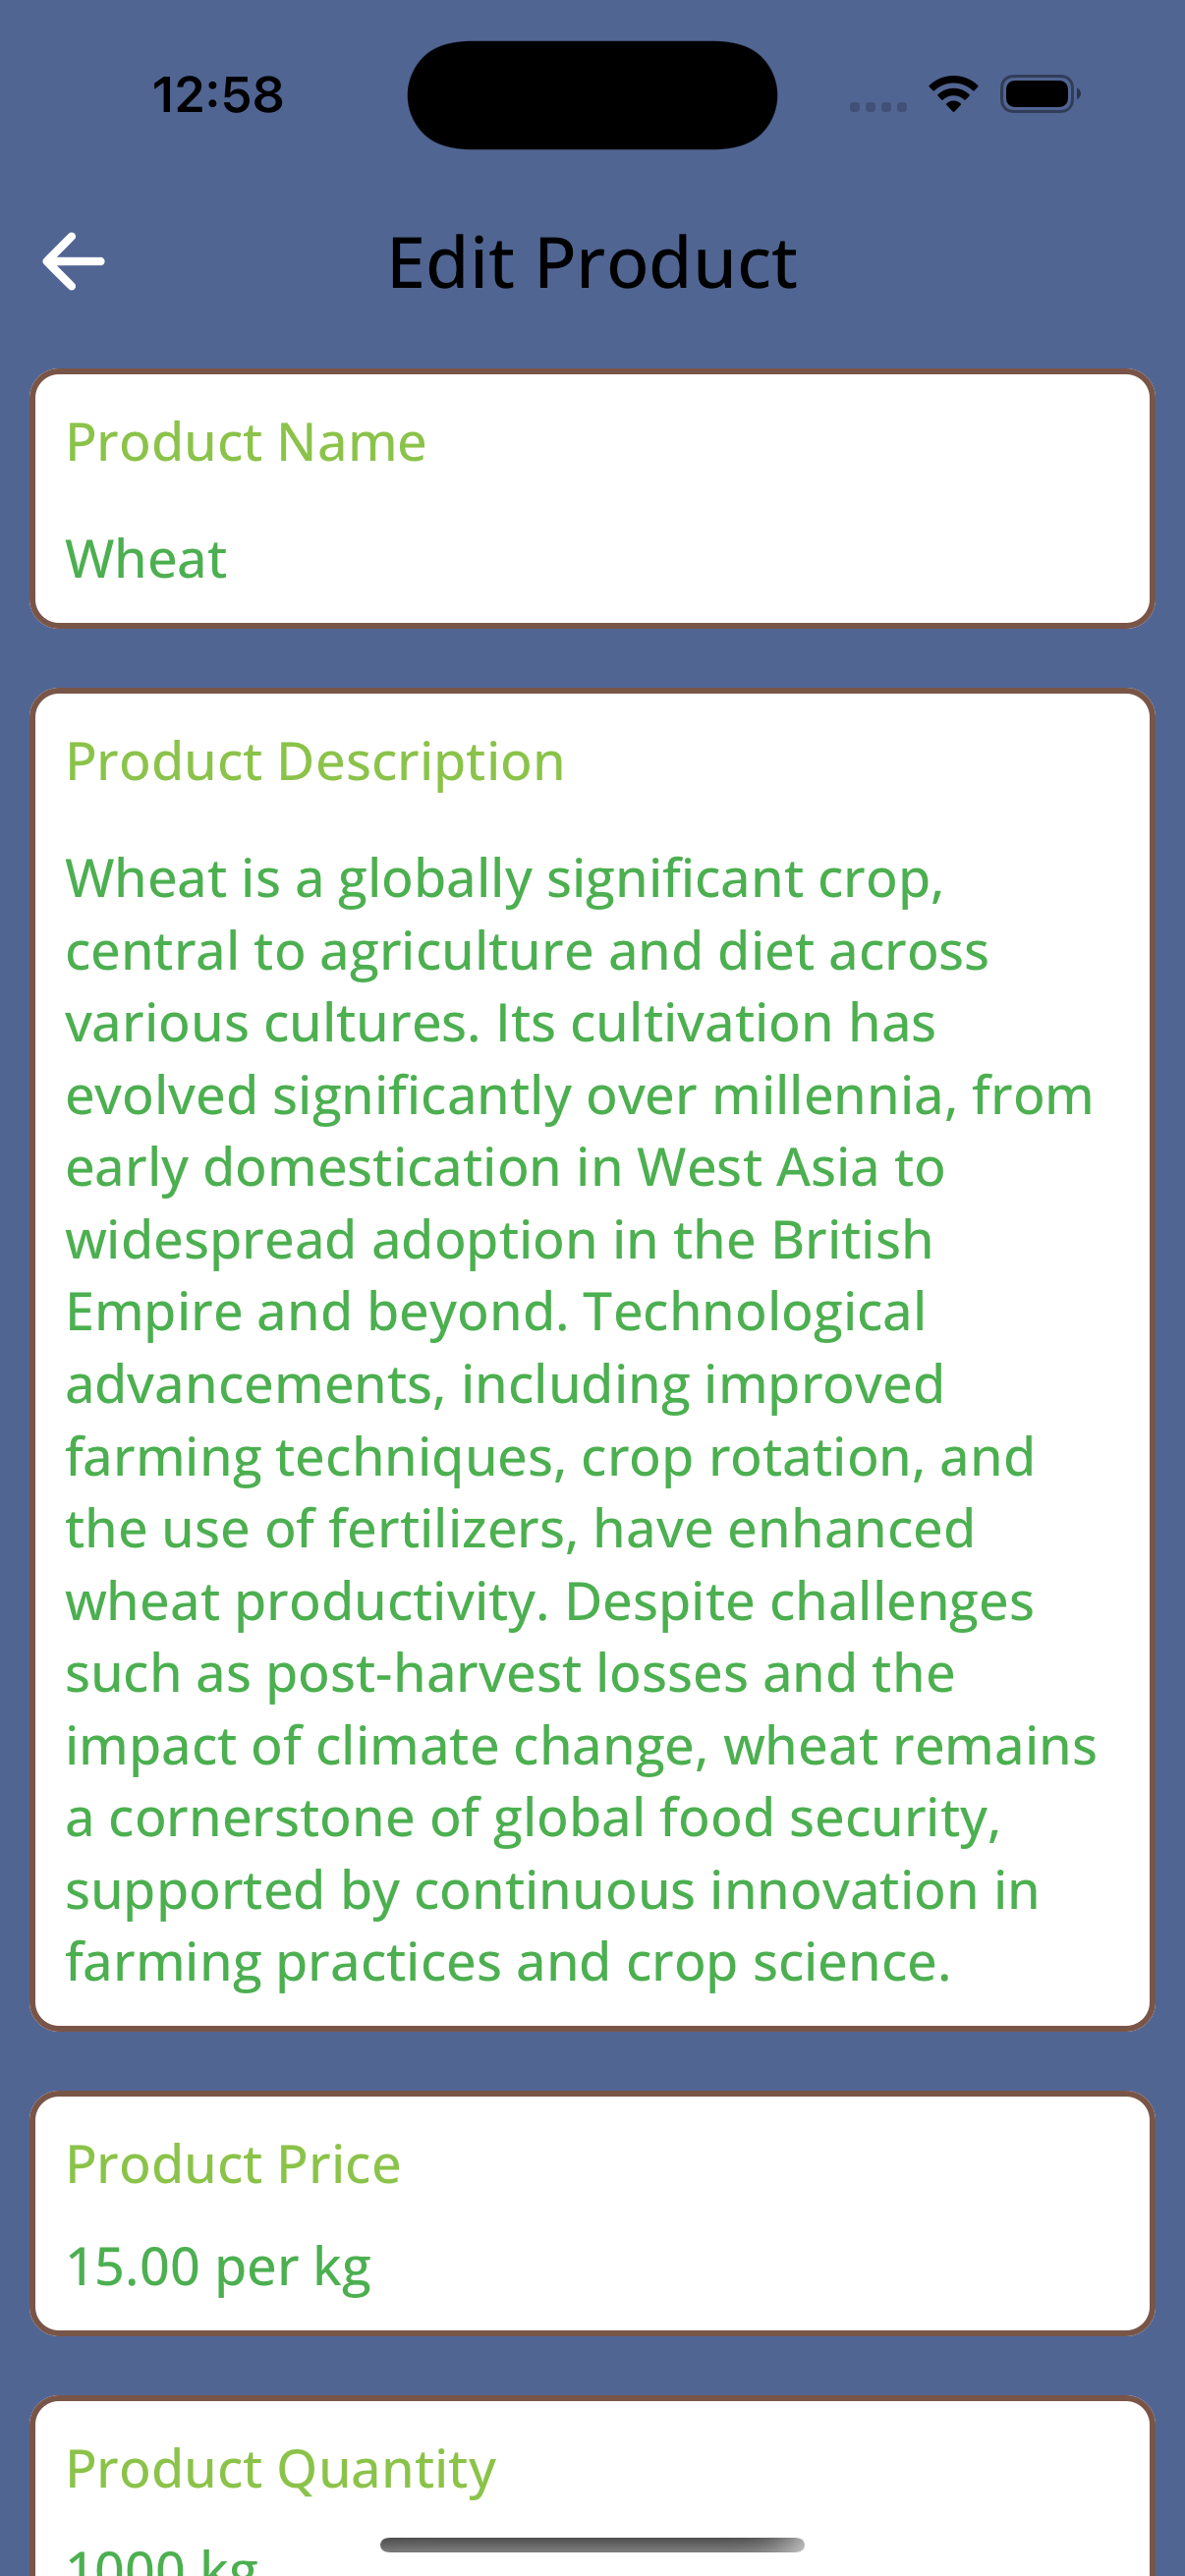 12:58
Edit Product
Product Name
Wheat
Product Description
Wheat is a globally significant crop,
central to agriculture and diet across
various cultures. Its cultivation has
evolved significantly over millennia, from
early domestication in West Asia to
widespread adoption in the British
Empire and beyond. Technological
advancements, including improved
farming techniques, crop rotation, and
the use of fertilizers, have enhanced
wheat productivity. Despite challenges
such as post-harvest losses and the
impact of climate change, wheat remains
a cornerstone of global food security,
supported by continuous innovation in
farming practices and crop science.
Product Price
15.00 per kg
Product Quantity
1000 kg